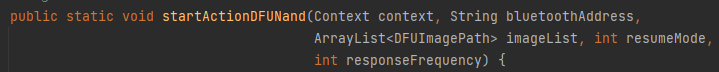 public static void startActionDFUNand(Context context, String bluetoothAddress,
ArrayList<DFUImagePath> imageList, int resumeMode,
int responseFrequency) {